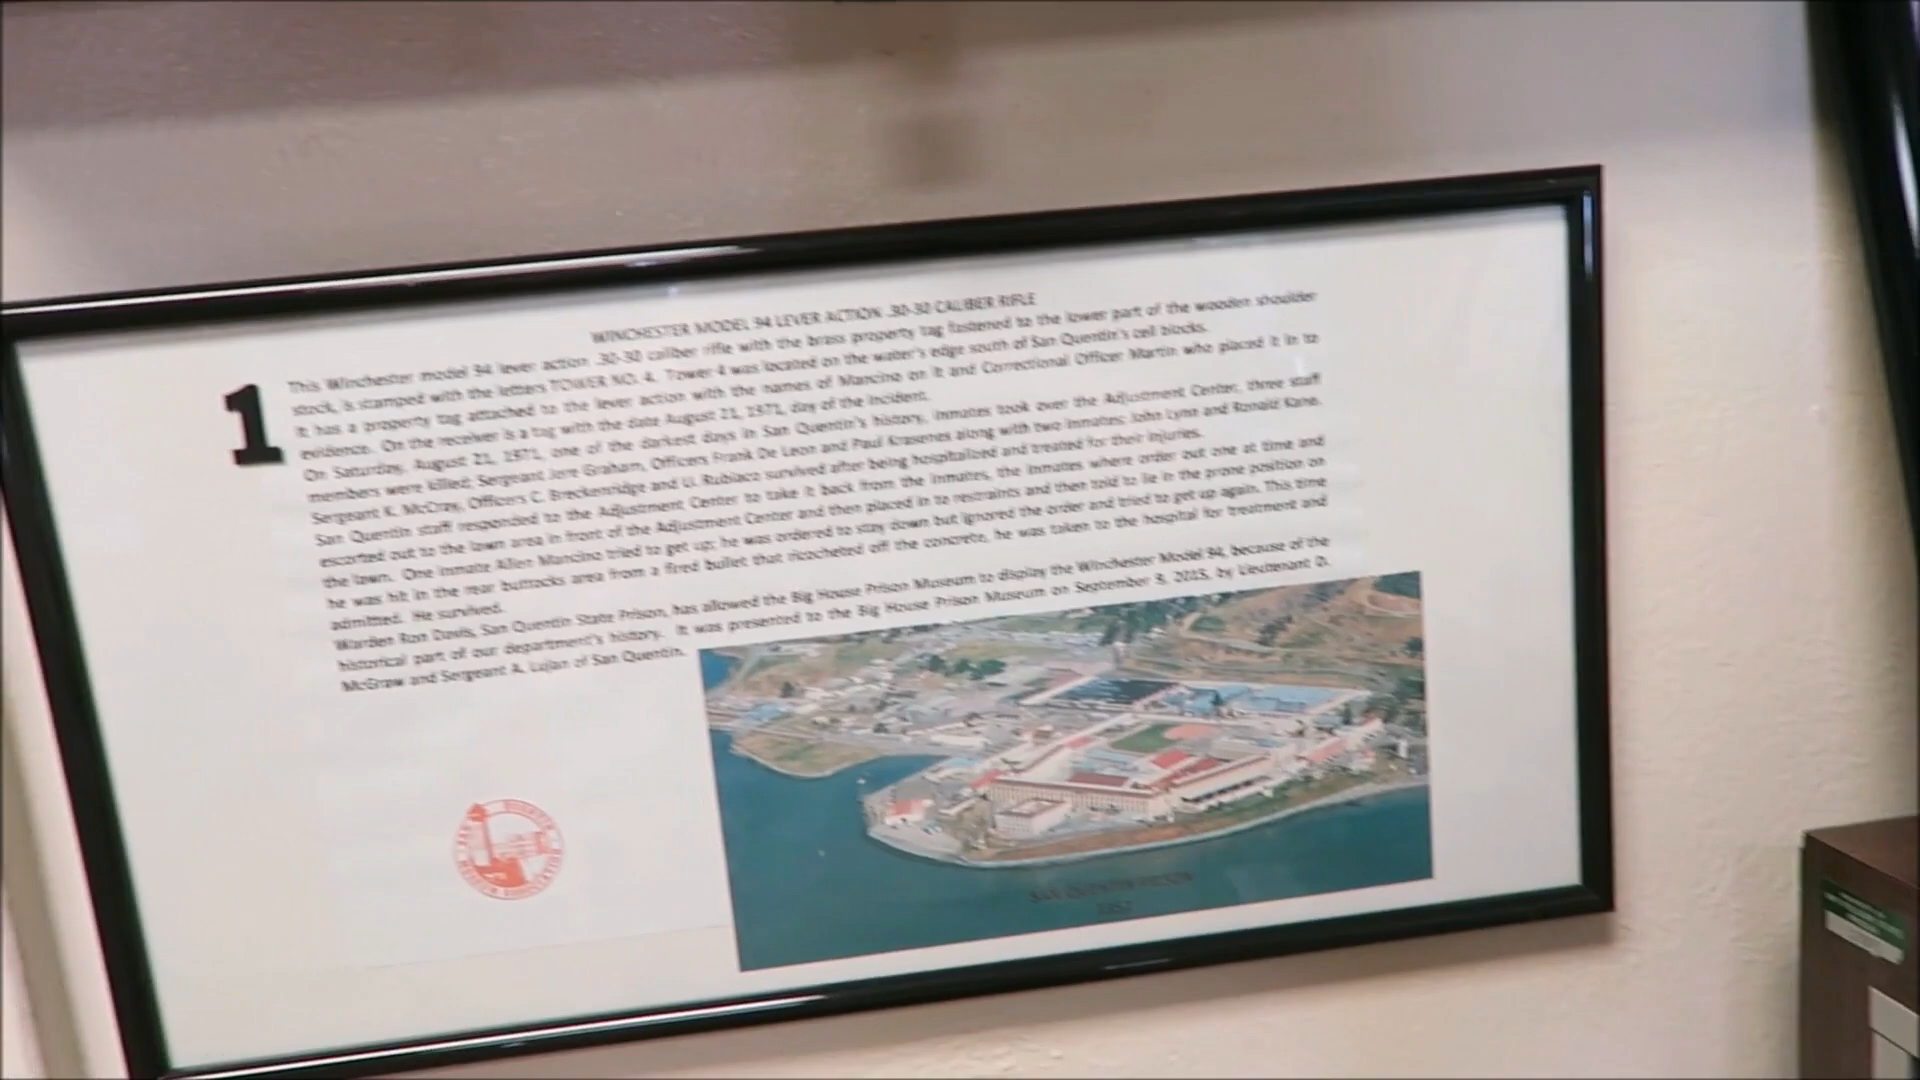 WINCHESTER MODEL 94 LEVER ACTION .30-30 CALIBER RIFLE
1
This Winchester model 94 lever action .30-30 caliber rifle with the brass property tag fastened to the lower part of the wooden shoulder
stock, is stamped with the letters TOWER NO. 4. Tower 4 was located on the water's edge south of San Quentin's cell blocks.
It has a property tag attached to the lever action with the names of Mancino on it and Correctional Officer Martin who placed it in to
evidence. On the receiver is a tag with the date August 21, 1971, day of the incident.
On Saturday, August 21, 1971, one of the darkest days in San Quentin's history, inmates took over the Adjustment Center, three staff
members were killed: Sergeant Jere Graham, Officers Frank De Leon and Paul Krasenes along with two inmates: John Lynn and Ronald Kane.
Sergeant K. McCray, Officers C. Breckenridge and U. Rubiaco survived after being hospitalized and treated for their injuries.
San Quentin staff responded to the Adjustment Center to take it back from the inmates, the inmates where order out one at time and
escorted out to the lawn area in front of the Adjustment Center and then placed in to restraints and then told to lie in the prone position on
the lawn. One inmate Allen Mancino tried to get up; he was ordered to stay down but ignored the order and tried to get up again. This time
he was hit in the rear buttocks area from a fired bullet that ricocheted off the concrete, he was taken to the hospital for treatment and
admitted. He survived.
Warden Ron Davis, San Quentin State Prison, has allowed the Big House Prison Museum to display the Winchester Model 94, because of the
historical part of our department's history. It was presented to the Big House Prison Museum on September 3, 2015, by Lieutenant D.
McGraw and Sergeant A. Lujan of San Quentin.
SAN QUENTIN PRISON